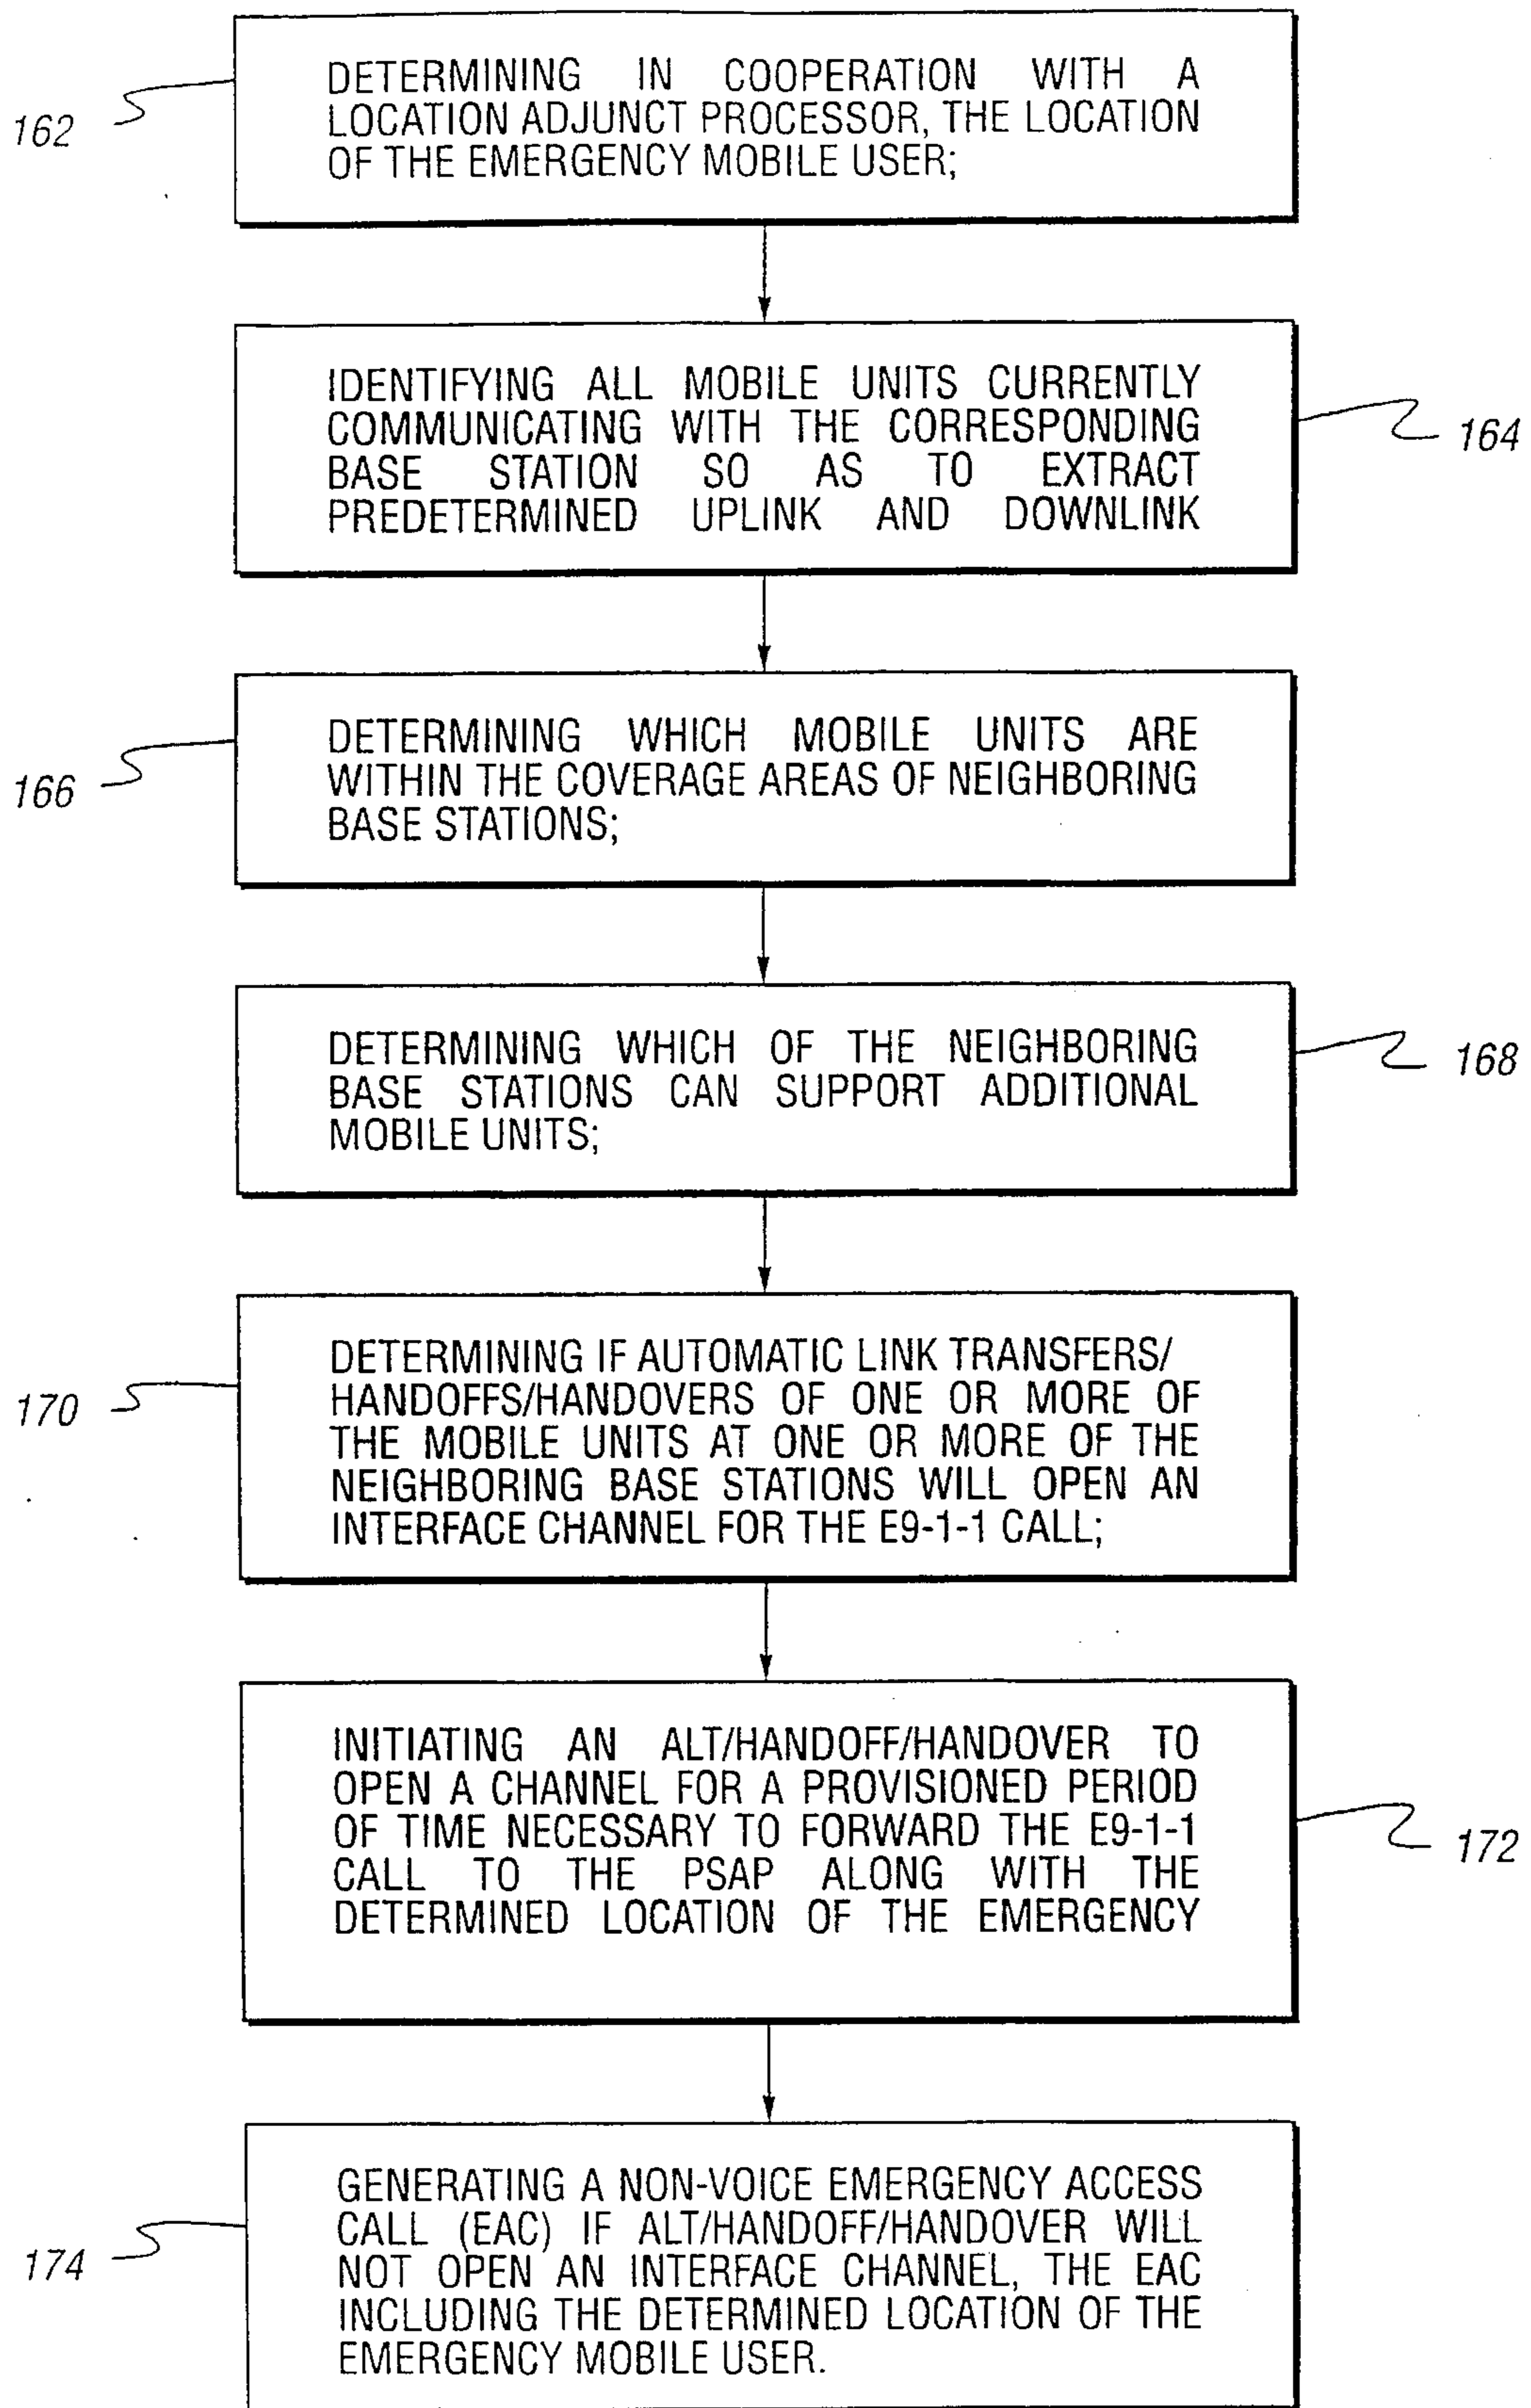 162
DETERMINING IN COOPERATION WITH A
LOCATION ADJUNCT PROCESSOR, THE LOCATION
OF THE EMERGENCY MOBILE USER;
IDENTIFYING ALL MOBILE UNITS CURRENTLY
COMMUNICATING WITH THE CORRESPONDING
BASE STATION SO AS TO EXTRACT
PREDETERMINED UPLINK AND DOWNLINK
164
166
DETERMINING WHICH MOBILE UNITS ARE
WITHIN THE COVERAGE AREAS OF NEIGHBORING
BASE STATIONS;
DETERMINING WHICH OF THE NEIGHBORING
BASE STATIONS CAN SUPPORT ADDITIONAL
MOBILE UNITS;
168
170
DETERMINING IF AUTOMATIC LINK TRANSFERS/
HANDOFFS/HANDOVERS OF ONE OR MORE OF
THE MOBILE UNITS AT ONE OR MORE OF THE
NEIGHBORING BASE STATIONS WILL OPEN AN
INTERFACE CHANNEL FOR THE E9-1-1 CALL;
INITIATING AN ALT/HANDOFF/HANDOVER TO
OPEN A CHANNEL FOR A PROVISIONED PERIOD
OF TIME NECESSARY TO FORWARD THE E9-1-1
CALL TO THE PSAP ALONG WITH THE
DETERMINED LOCATION OF THE EMERGENCY
172
174
GENERATING A NON-VOICE EMERGENCY ACCESS
CALL (EAC) IF ALT/HANDOFF/HANDOVER WILL
NOT OPEN AN INTERFACE CHANNEL, THE EAC
INCLUDING THE DETERMINED LOCATION OF THE
EMERGENCY MOBILE USER.